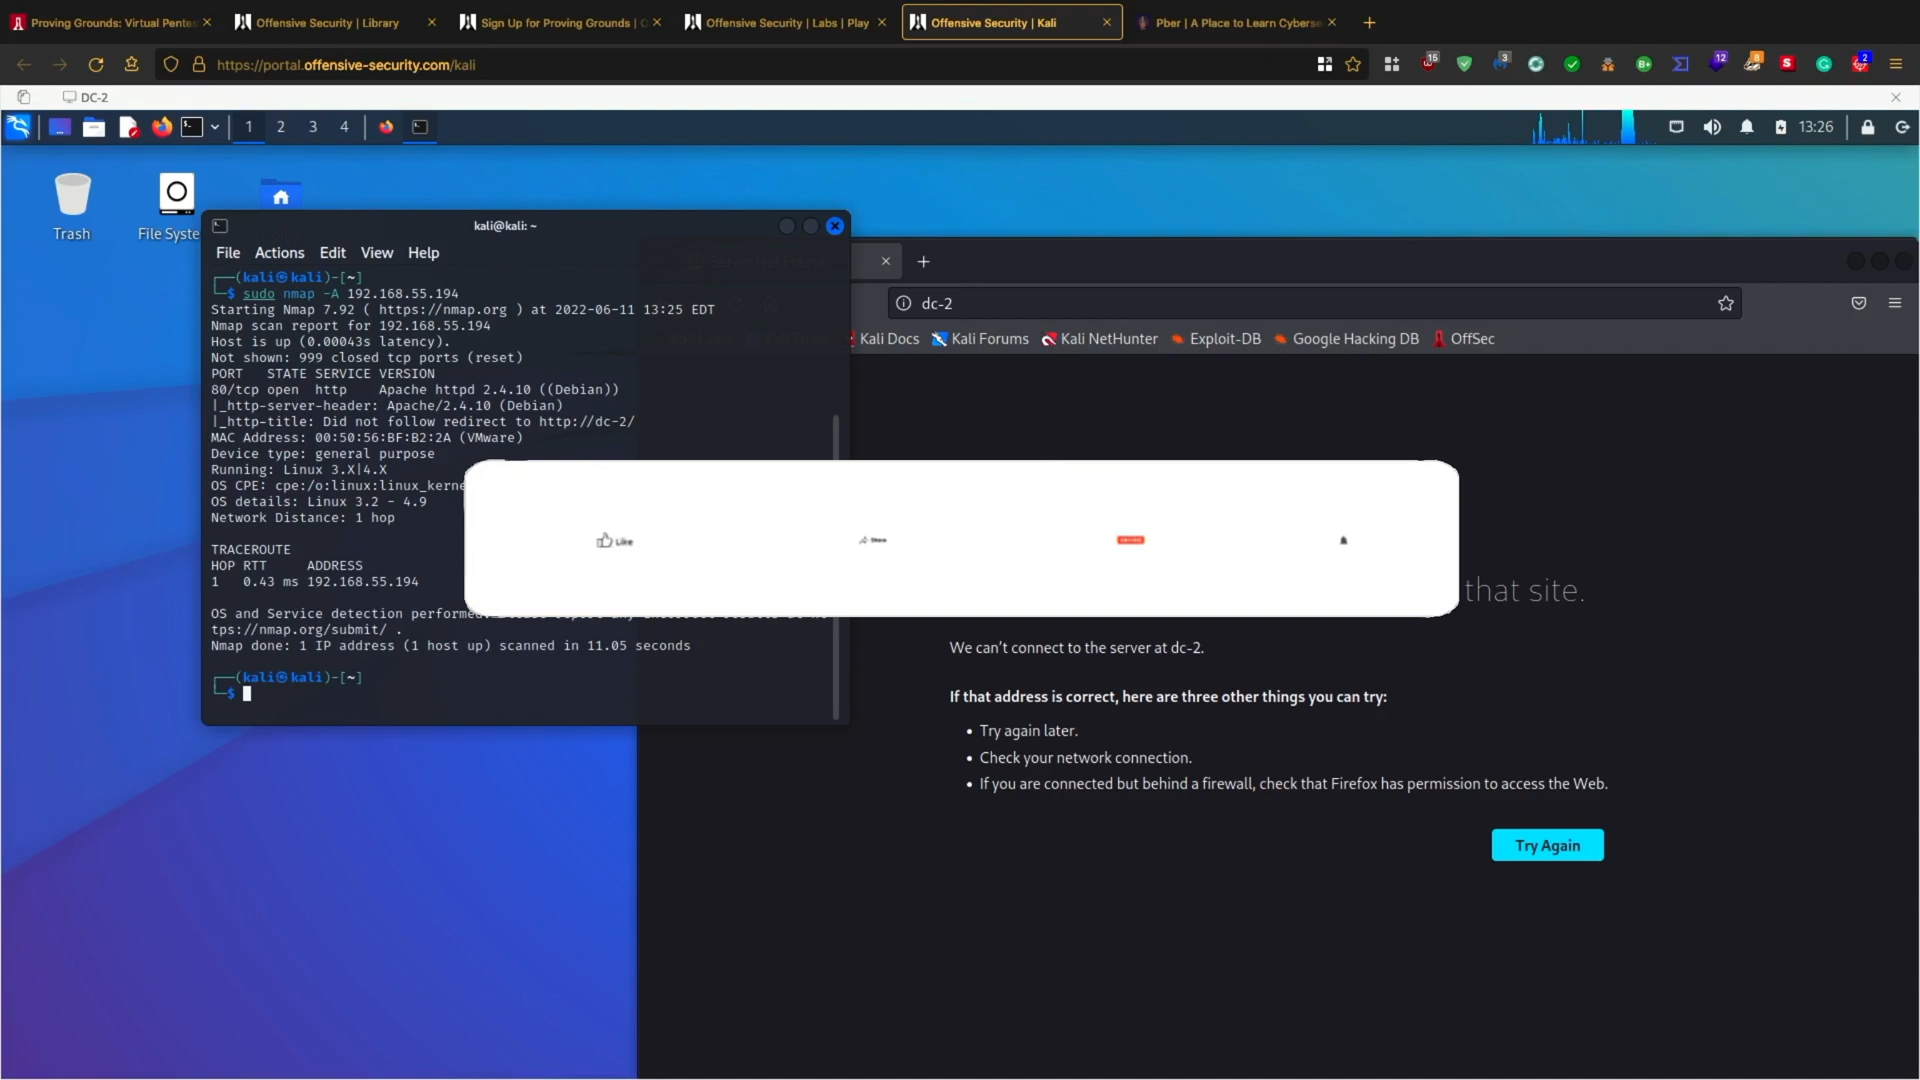 Proving Grounds: Virtual Pentes
Offensive Security | Library
Sign Up for Proving Grounds | O
Offensive Security | Labs | Play
Offensive Security | Kali
Pber | A Place to Learn Cyberse
https://portal.offensive-security.com/kali
15
3
12
8
2
DC-2
1 2 3 4
13:26
Trash
File Syste
kali@kali: ~
File Actions Edit View Help
┌──(kali㉿kali)-[~]
└─$ sudo nmap -A 192.168.55.194
Starting Nmap 7.92 ( https://nmap.org ) at 2022-06-11 13:25 EDT
Nmap scan report for 192.168.55.194
Host is up (0.00043s latency).
Not shown: 999 closed tcp ports (reset)
PORT   STATE SERVICE VERSION
80/tcp open  http    Apache httpd 2.4.10 ((Debian))
|_http-server-header: Apache/2.4.10 (Debian)
|_http-title: Did not follow redirect to http://dc-2/
MAC Address: 00:50:56:BF:B2:2A (VMware)
Device type: general purpose
Running: Linux 3.X|4.X
OS CPE: cpe:/o:linux:linux_kerne
OS details: Linux 3.2 - 4.9
Network Distance: 1 hop
TRACEROUTE
HOP RTT     ADDRESS
1   0.43 ms 192.168.55.194
OS and Service detection performed.
tps://nmap.org/submit/ .
Nmap done: 1 IP address (1 host up) scanned in 11.05 seconds
┌──(kali㉿kali)-[~]
└─$
Server Not Found
dc-2
Kali Docs
Kali Forums
Kali NetHunter
Exploit-DB
Google Hacking DB
OffSec
Like
Share
that site.
We can't connect to the server at dc-2.
If that address is correct, here are three other things you can try:
• Try again later.
• Check your network connection.
• If you are connected but behind a firewall, check that Firefox has permission to access the Web.
Try Again